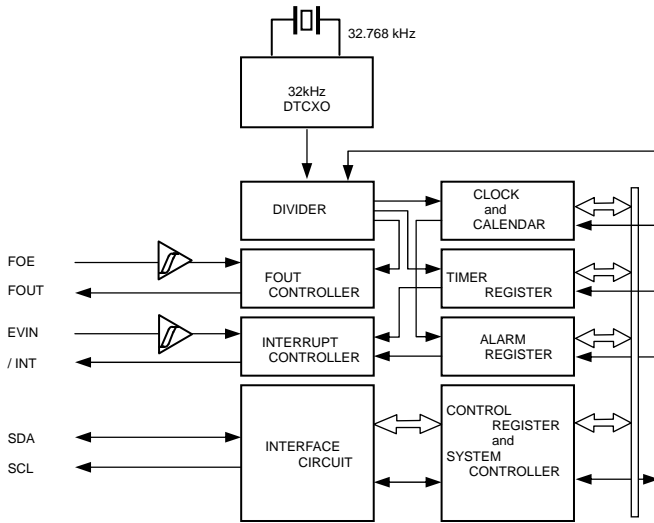 32.768 kHz
32kHz
DTCXO
DIVIDER
CLOCK
and
CALENDAR
FOE
FOUT
FOUT
CONTROLLER
TIMER
REGISTER
EVIN
/ INT
INTERRUPT
CONTROLLER
ALARM
REGISTER
SDA
SCL
INTERFACE
CIRCUIT
CONTROL
REGISTER
and
SYSTEM
CONTROLLER